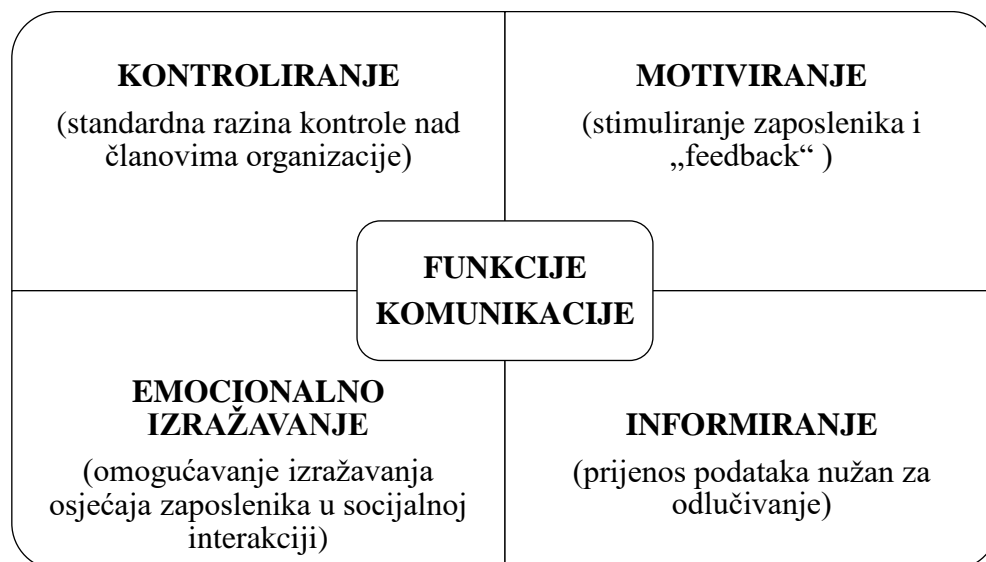 KONTROLIRANJE
(standardna razina kontrole nad
članovima organizacije)
MOTIVIRANJE
(stimuliranje zaposlenika i
„feedback“ )
FUNKCIJE
KOMUNIKACIJE
EMOCIONALNO
IZRAŽAVANJE
(omogućavanje izražavanja
osjećaja zaposlenika u socijalnoj
interakciji)
INFORMIRANJE
(prijenos podataka nužan za
odlučivanje)